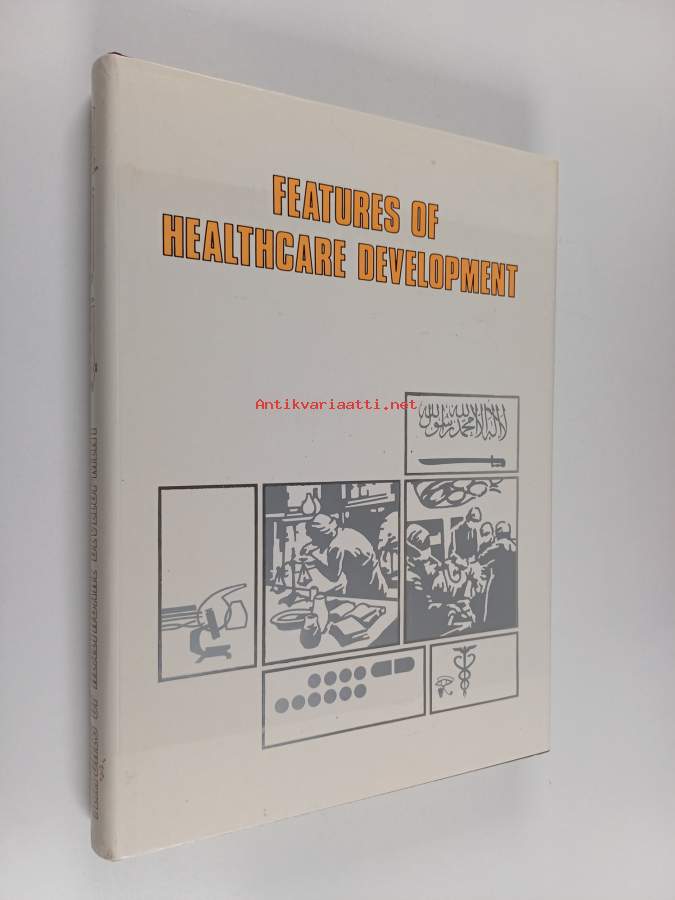 FEATURES OF
HEALTHCARE DEVELOPMENT
Antikvariaatti.net
لا إله إلا الله محمد رسول الله